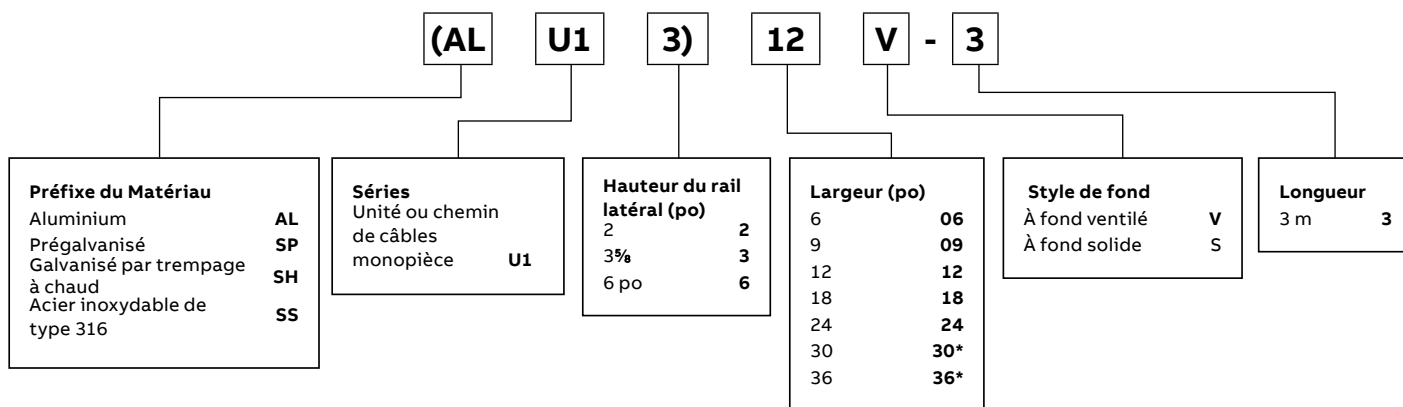 (AL U1 3) 12 V - 3
Préfixe du Matériau
Aluminium AL
Prégalvanisé SP
Galvanisé par trempage
à chaud SH
Acier inoxydable de
type 316 SS
Séries
Unité ou chemin
de câbles
monopièce U1
Hauteur du rail
latéral (po)
2 2
3⅝ 3
6 po 6
Largeur (po)
6 06
9 09
12 12
18 18
24 24
30 30*
36 36*
Style de fond
À fond ventilé V
À fond solide S
Longueur
3 m 3